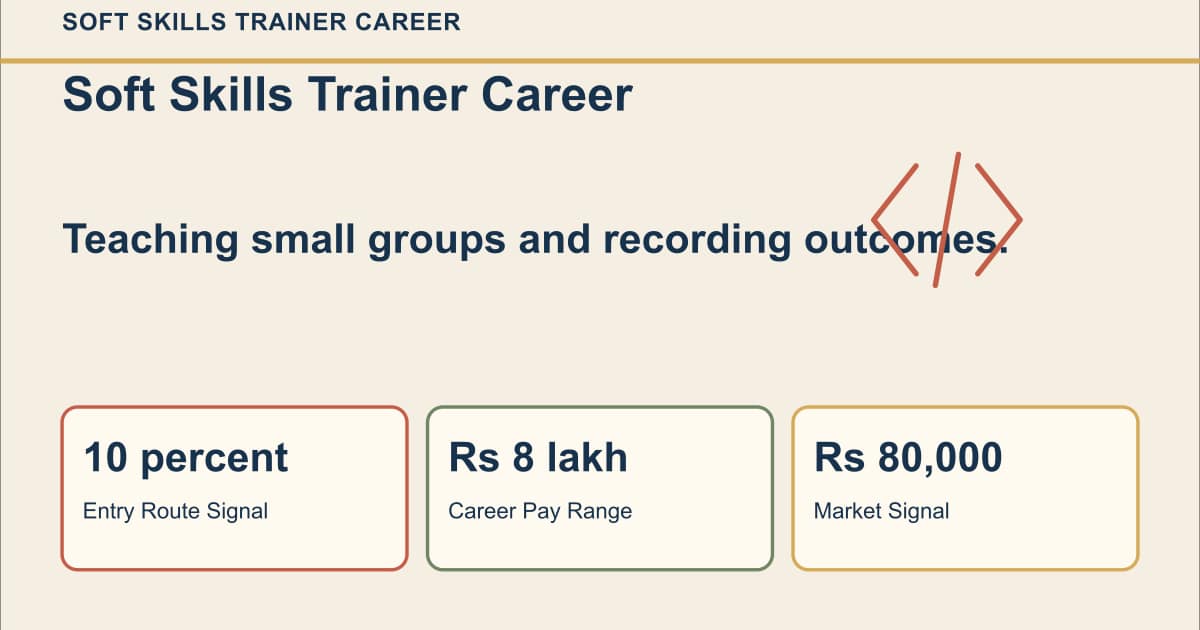 SOFT SKILLS TRAINER CAREER
Soft Skills Trainer Career
Teaching small groups and recording outcomes.
10 percent
Entry Route Signal
Rs 8 lakh
Career Pay Range
Rs 80,000
Market Signal